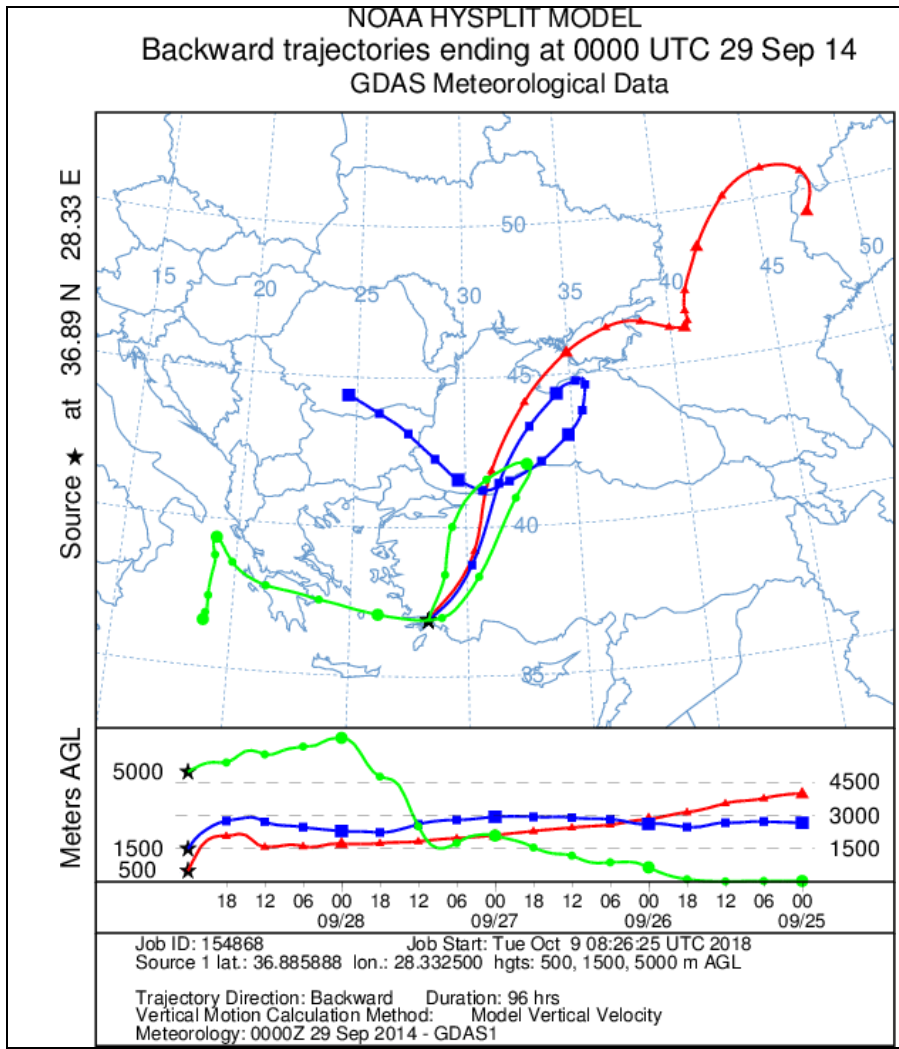 NOAA HYSPLIT MODEL
Backward trajectories ending at 0000 UTC 29 Sep 14
GDAS Meteorological Data
Source ★ at 36.89 N 28.33 E
50
50
15
20
25
30
35
40
45
45
40
35
Meters AGL
5000
1500
500
4500
3000
1500
18 12 06 00 18 12 06 00 18 12 06 00 18 12 06 00
09/28 09/27 09/26 09/25
Job ID: 154868 Job Start: Tue Oct 9 08:26:25 UTC 2018
Source 1 lat.: 36.885888 lon.: 28.332500 hgts: 500, 1500, 5000 m AGL
Trajectory Direction: Backward Duration: 96 hrs
Vertical Motion Calculation Method: Model Vertical Velocity
Meteorology: 0000Z 29 Sep 2014 - GDAS1